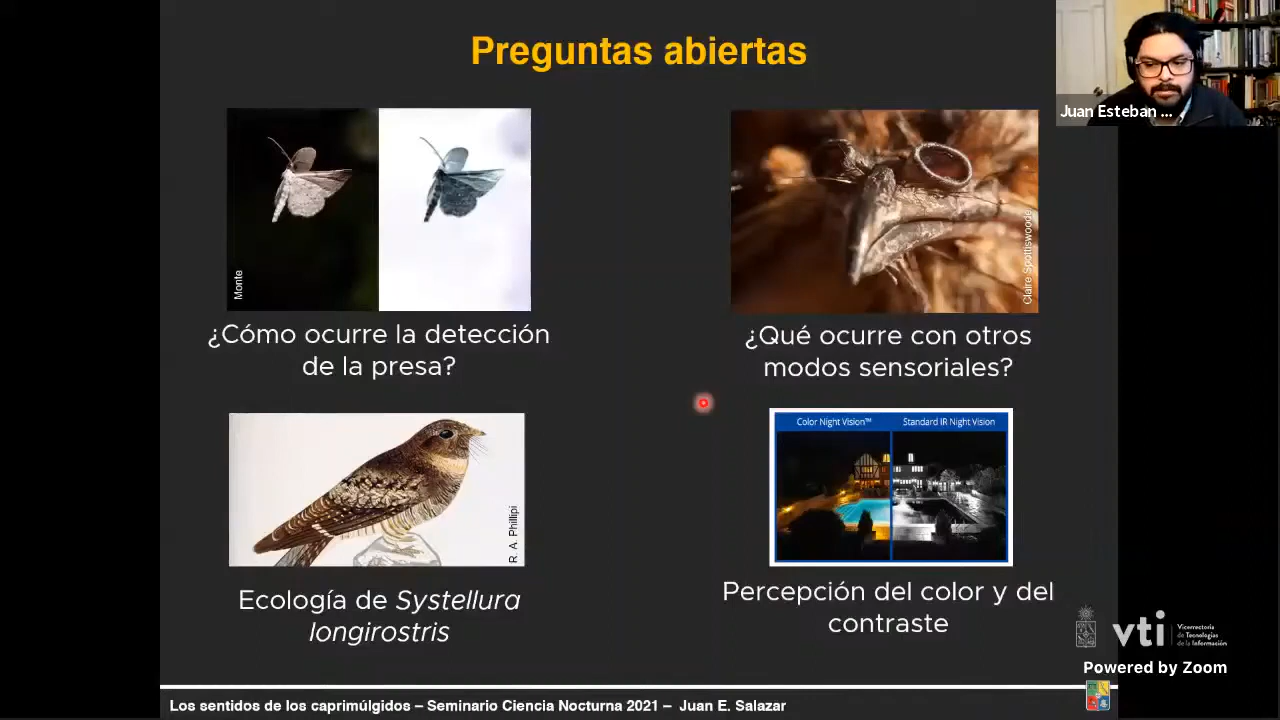 Preguntas abiertas
Juan Esteban ...
Monte
Claire Spottiswoode
¿Cómo ocurre la detección
de la presa?
¿Qué ocurre con otros
modos sensoriales?
Color Night Vision™
Standard IR Night Vision
R. A. Phillipi
Ecología de Systellura
longirostris
Percepción del color y del
contraste
vti
Vicerrectoría
de Tecnologías
de la Información
Powered by Zoom
Los sentidos de los caprimúlgidos – Seminario Ciencia Nocturna 2021 – Juan E. Salazar